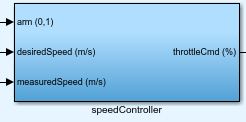 arm (0,1)
desiredSpeed (m/s)
throttleCmd (%)
measuredSpeed (m/s)
speedController